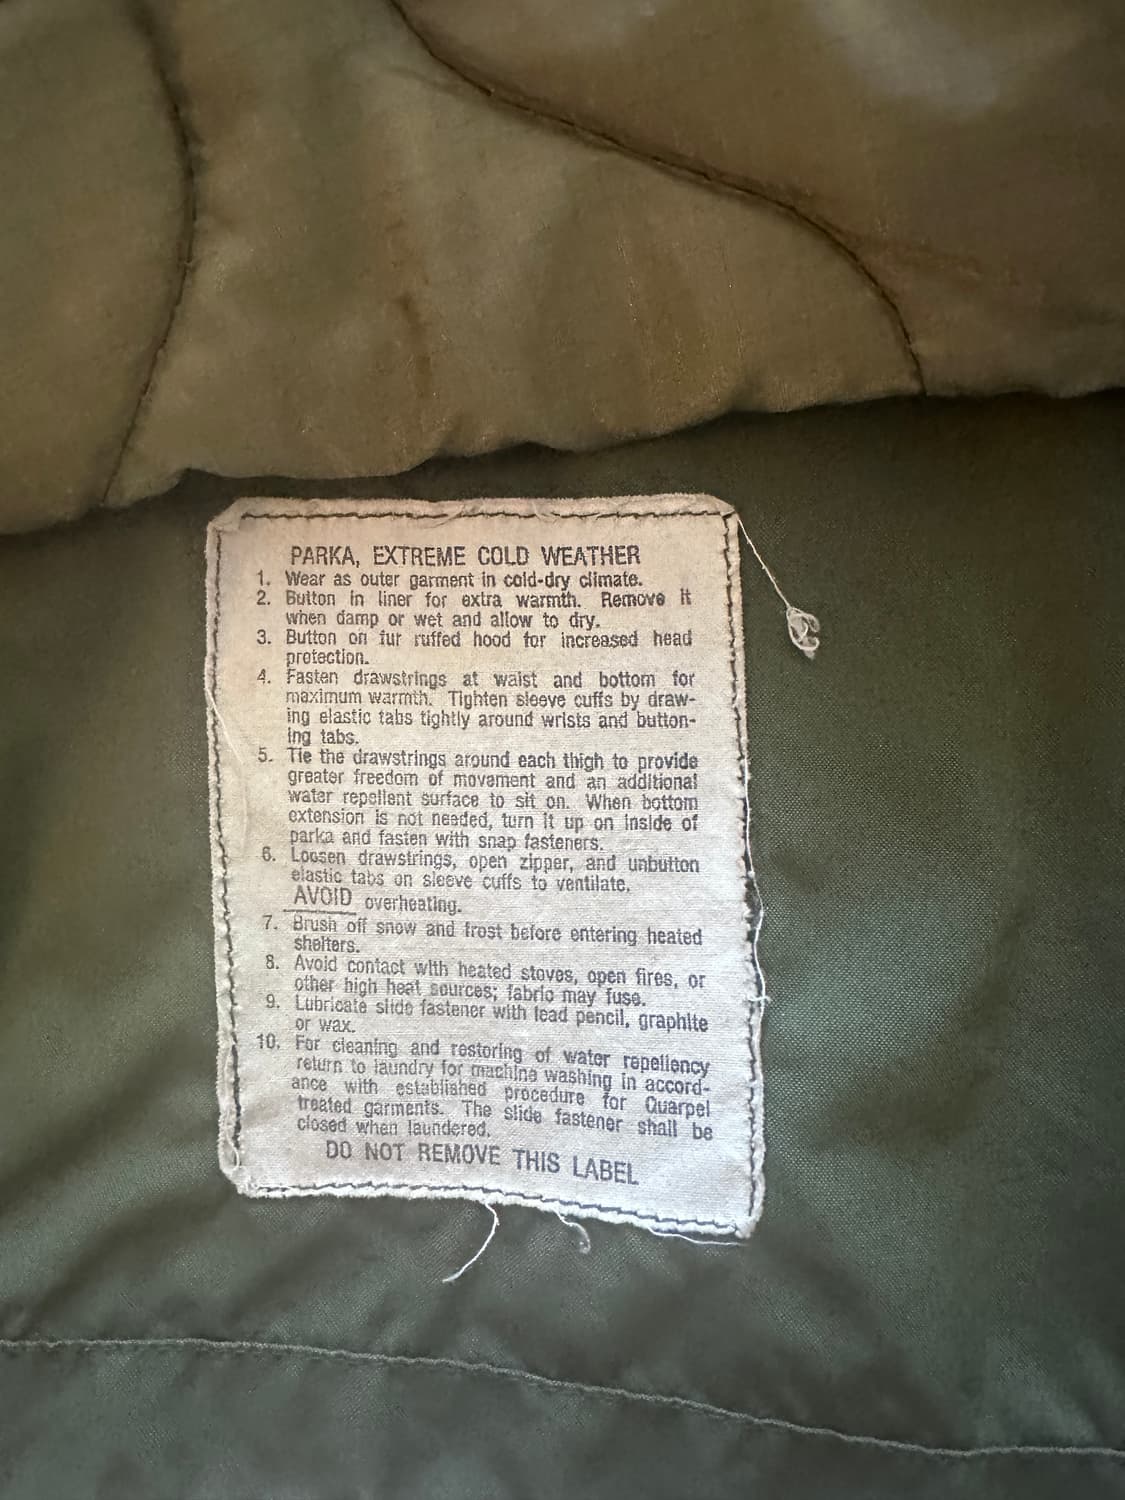 PARKA, EXTREME COLD WEATHER
1. Wear as outer garment in cold-dry climate.
2. Button in liner for extra warmth. Remove it
when damp or wet and allow to dry.
3. Button on fur ruffed hood for increased head
protection.
4. Fasten drawstrings at waist and bottom for
maximum warmth. Tighten sleeve cuffs by draw-
ing elastic tabs tightly around wrists and button-
ing tabs.
5. Tie the drawstrings around each thigh to provide
greater freedom of movement and an additional
water repellent surface to sit on. When bottom
extension is not needed, turn it up on inside of
parka and fasten with snap fasteners.
6. Loosen drawstrings, open zipper, and unbutton
elastic tabs on sleeve cuffs to ventilate.
AVOID overheating.
7. Brush off snow and frost before entering heated
shelters.
8. Avoid contact with heated stoves, open fires, or
other high heat sources; fabric may fuse.
9. Lubricate slide fastener with lead pencil, graphite
or wax.
10. For cleaning and restoring of water repellency
return to laundry for machine washing in accord-
ance with established procedure for Quarpel
treated garments. The slide fastener shall be
closed when laundered.
DO NOT REMOVE THIS LABEL